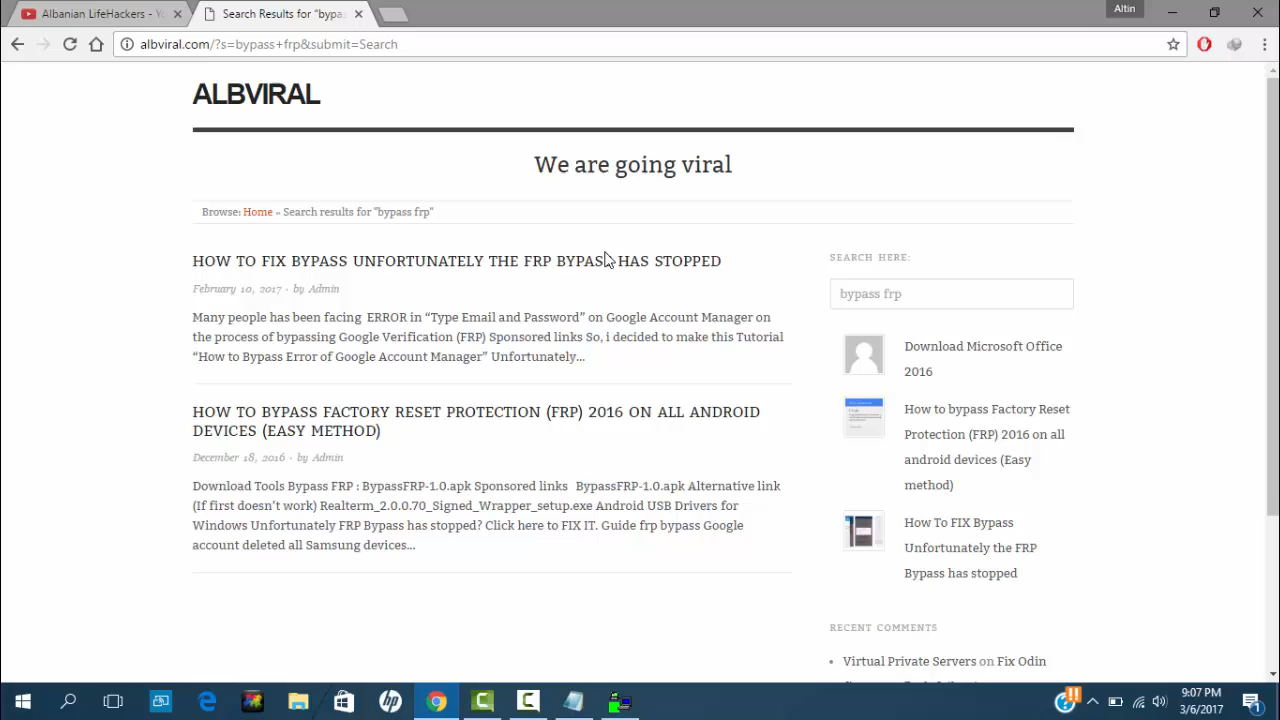 Albanian LifeHackers - Y
Search Results for "bypas
Altin
albviral.com/?s=bypass+frp&submit=Search
ALBVIRAL
We are going viral
Browse: Home » Search results for "bypass frp"
HOW TO FIX BYPASS UNFORTUNATELY THE FRP BYPASS HAS STOPPED
February 10, 2017 · by Admin
Many people has been facing ERROR in “Type Email and Password” on Google Account Manager on
the process of bypassing Google Verification (FRP) Sponsored links So, i decided to make this Tutorial
“How to Bypass Error of Google Account Manager” Unfortunately...
HOW TO BYPASS FACTORY RESET PROTECTION (FRP) 2016 ON ALL ANDROID
DEVICES (EASY METHOD)
December 18, 2016 · by Admin
Download Tools Bypass FRP : BypassFRP-1.0.apk Sponsored links BypassFRP-1.0.apk Alternative link
(If first doesn't work) Realterm_2.0.0.70_Signed_Wrapper_setup.exe Android USB Drivers for
Windows Unfortunately FRP Bypass has stopped? Click here to FIX IT. Guide frp bypass Google
account deleted all Samsung devices...
SEARCH HERE:
bypass frp
Download Microsoft Office
2016
How to bypass Factory Reset
Protection (FRP) 2016 on all
android devices (Easy
method)
How To FIX Bypass
Unfortunately the FRP
Bypass has stopped
RECENT COMMENTS
Virtual Private Servers on Fix Odin
9:07 PM
3/6/2017